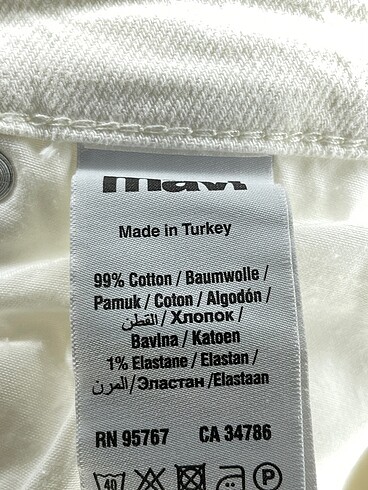 mavi
Made in Turkey
99% Cotton / Baumwolle /
Pamuk / Coton / Algodón /
القطن / Хлопок /
Bavlna / Katoen
1% Elastane / Elastan /
المرن / Эластан / Elastaan
RN 95767 CA 34786
40 P